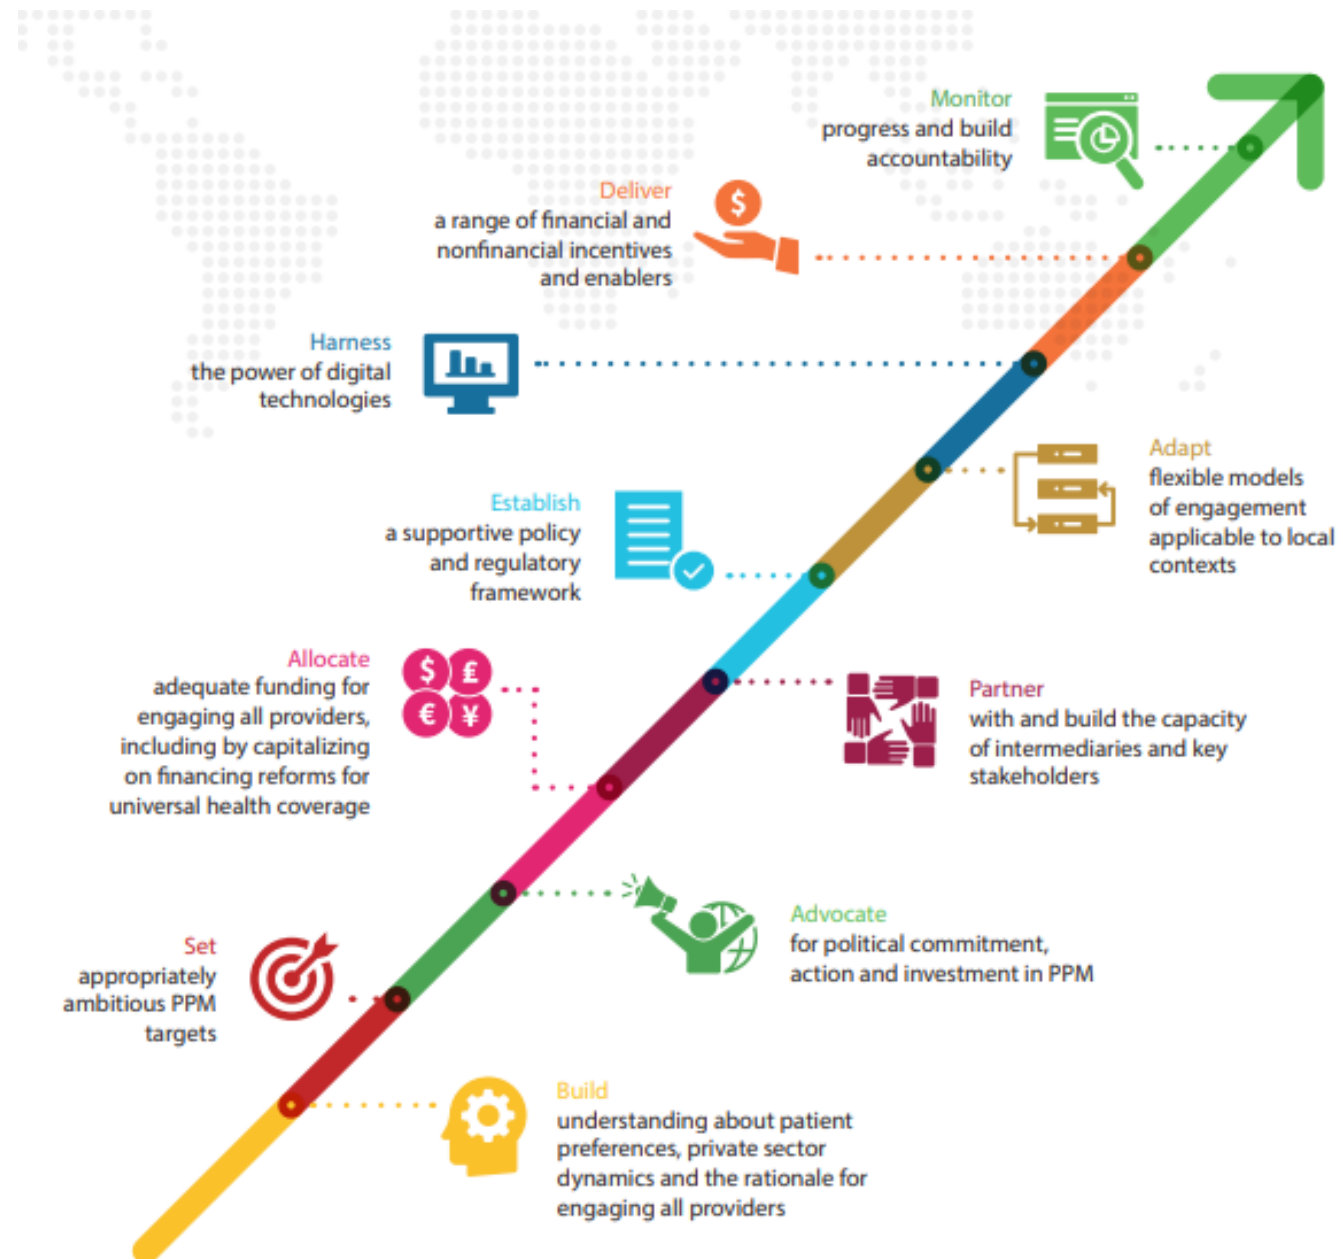 Monitor
progress and build
accountability
Deliver
a range of financial and
nonfinancial incentives
and enablers
Harness
the power of digital
technologies
Adapt
flexible models
of engagement
applicable to local
contexts
Establish
a supportive policy
and regulatory
framework
Allocate
adequate funding for
engaging all providers,
including by capitalizing
on financing reforms for
universal health coverage
Partner
with and build the capacity
of intermediaries and key
stakeholders
Advocate
for political commitment,
action and investment in PPM
Set
appropriately
ambitious PPM
targets
Build
understanding about patient
preferences, private sector
dynamics and the rationale for
engaging all providers
$
$ £
€ ¥